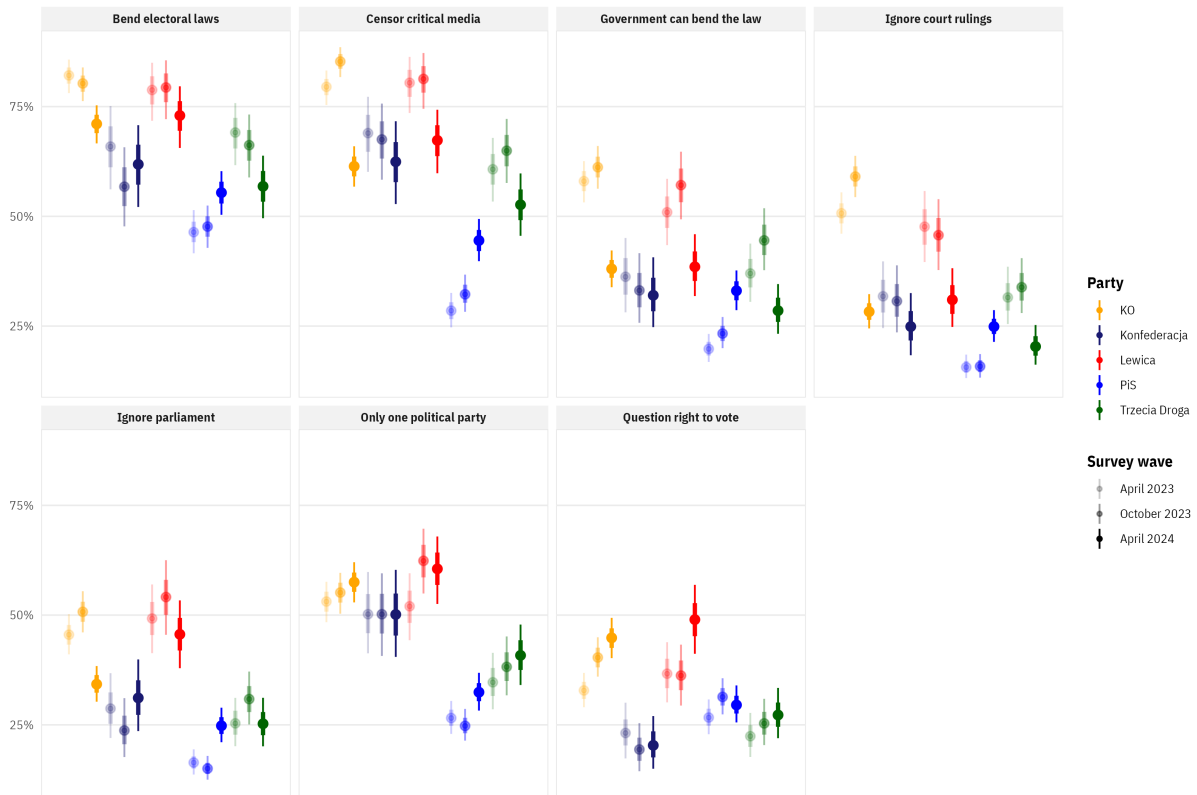 Bend electoral laws
Censor critical media
Government can bend the law
Ignore court rulings
75%
50%
25%
Ignore parliament
Only one political party
Question right to vote
75%
50%
25%
Party
KO
Konfederacja
Lewica
PiS
Trzecia Droga
Survey wave
April 2023
October 2023
April 2024